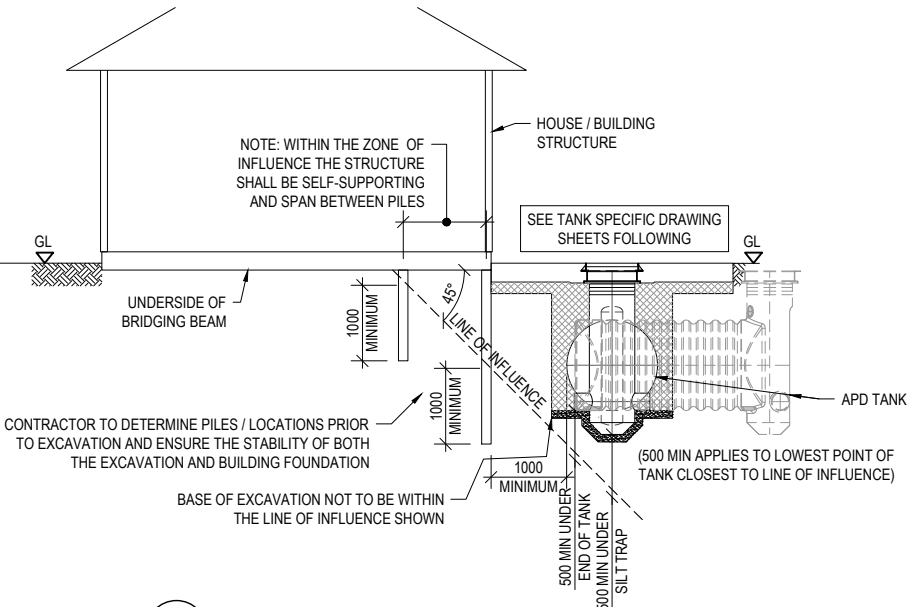 HOUSE / BUILDING
STRUCTURE
NOTE: WITHIN THE ZONE OF
INFLUENCE THE STRUCTURE
SHALL BE SELF-SUPPORTING
AND SPAN BETWEEN PILES
SEE TANK SPECIFIC DRAWING
SHEETS FOLLOWING
GL
GL
UNDERSIDE OF
BRIDGING BEAM
1000
MINIMUM
45°
LINE OF INFLUENCE
1000
MINIMUM
APD TANK
CONTRACTOR TO DETERMINE PILES / LOCATIONS PRIOR
TO EXCAVATION AND ENSURE THE STABILITY OF BOTH
THE EXCAVATION AND BUILDING FOUNDATION
(500 MIN APPLIES TO LOWEST POINT OF
TANK CLOSEST TO LINE OF INFLUENCE)
1000
MINIMUM
BASE OF EXCAVATION NOT TO BE WITHIN
THE LINE OF INFLUENCE SHOWN
500 MIN UNDER
END OF TANK
500 MIN UNDER
SILT TRAP